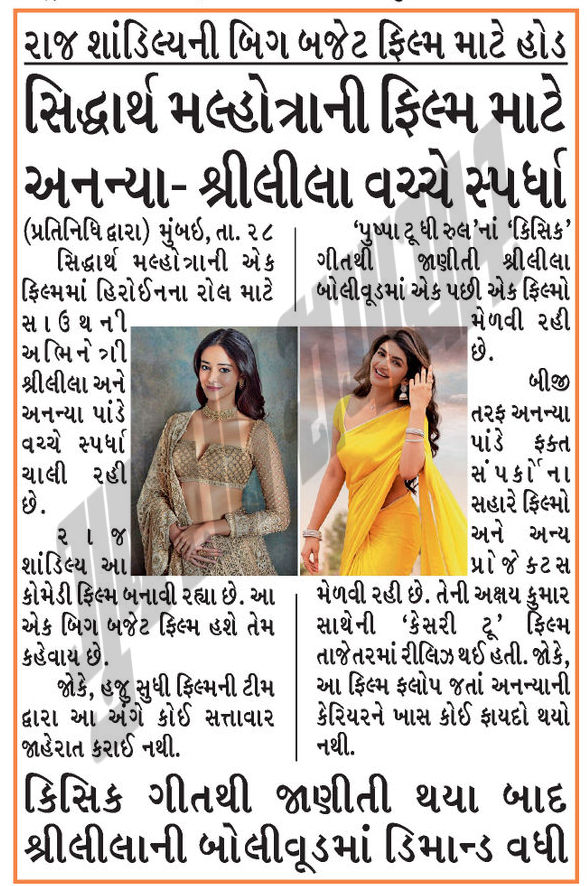 રાજ શાંડિલ્યની બિગ બજેટ ફિલ્મ માટે હોડ
સિદ્ધાર્થ મલ્હોત્રાની ફિલ્મ માટે
અનન્યા- શ્રીલીલા વચ્ચે સ્પર્ધા
(પ્રતિનિધિ દ્વારા) મુંબઇ, તા. ૨૮
સિદ્ધાર્થ મલ્હોત્રાની એક
ફિલ્મમાં હિરોઈનના રોલ માટે
સાઉથની
અભિનેત્રી
શ્રીલીલા અને
અનન્યા પાંડે
વચ્ચે સ્પર્ધા
ચાલી રહી
છે.
રાજ
શાંડિલ્ય આ
કોમેડી ફિલ્મ બનાવી રહ્યા છે. આ
એક બિગ બજેટ ફિલ્મ હશે તેમ
કહેવાય છે.
જોકે, હજુ સુધી ફિલ્મની ટીમ
દ્વારા આ અંગે કોઈ સત્તાવાર
જાહેરાત કરાઈ નથી.
'પુષ્પા ટૂ ધી રુલ'નાં 'કિસિક'
ગીતથી જાણીતી શ્રીલીલા
બોલીવૂડમાં એક પછી એક ફિલ્મો
મેળવી રહી
છે.
બીજી
તરફ અનન્યા
પાંડે ફક્ત
સંપર્કોના
સહારે ફિલ્મો
અને અન્ય
પ્રોજેકટસ
મેળવી રહી છે. તેની અક્ષય કુમાર
સાથેની 'કેસરી ટૂ' ફિલ્મ
તાજેતરમાં રીલિઝ થઈ હતી. જોકે,
આ ફિલ્મ ફલોપ જતાં અનન્યાની
કેરિયરને ખાસ કોઈ ફાયદો થયો
નથી.
કિસિક ગીતથી જાણીતી થયા બાદ
શ્રીલીલાની બોલીવૂડમાં ડિમાન્ડ વધી